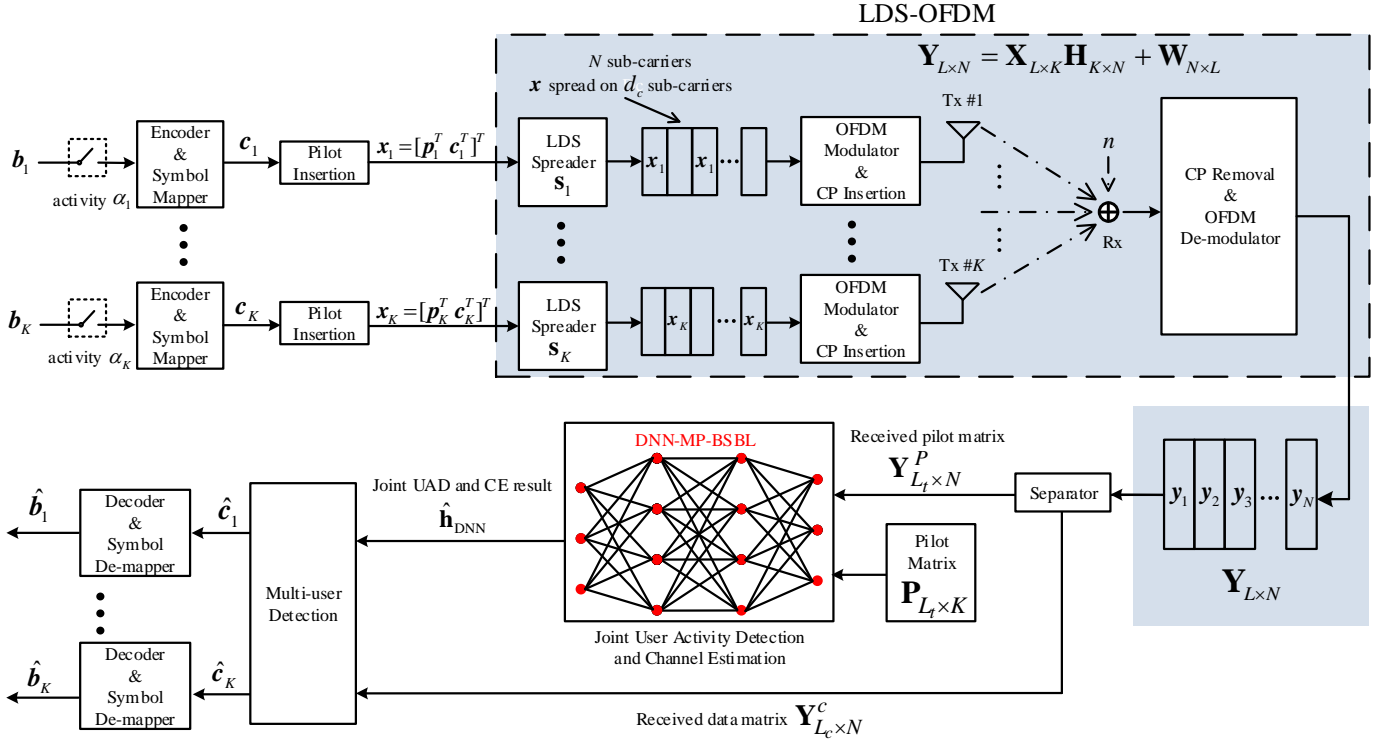 LDS-OFDM
Y_{L×N} = X_{L×K}H_{K×N} + W_{N×L}
N sub-carriers
x spread on d_c sub-carriers
b_1
activity α_1
Encoder
&
Symbol
Mapper
c_1
Pilot
Insertion
x_1=[p_1^T c_1^T]^T
LDS
Spreader
s_1
x_1
x_1
...
OFDM
Modulator
&
CP Insertion
Tx #1
n
Rx
CP Removal
&
OFDM
De-modulator
b_K
activity α_K
Encoder
&
Symbol
Mapper
c_K
Pilot
Insertion
x_K=[p_K^T c_K^T]^T
LDS
Spreader
s_K
x_K
...
x_K
OFDM
Modulator
&
CP Insertion
Tx #K
y_1
y_2
y_3
...
y_N
Y_{L×N}
Separator
Received pilot matrix
Y^P_{L_t×N}
Pilot
Matrix
P_{L_t×K}
DNN-MP-BSBL
Joint User Activity Detection
and Channel Estimation
Joint UAD and CE result
ĥ_DNN
Multi-user
Detection
Received data matrix Y^c_{L_c×N}
ĉ_1
Decoder
&
Symbol
De-mapper
b̂_1
ĉ_K
Decoder
&
Symbol
De-mapper
b̂_K